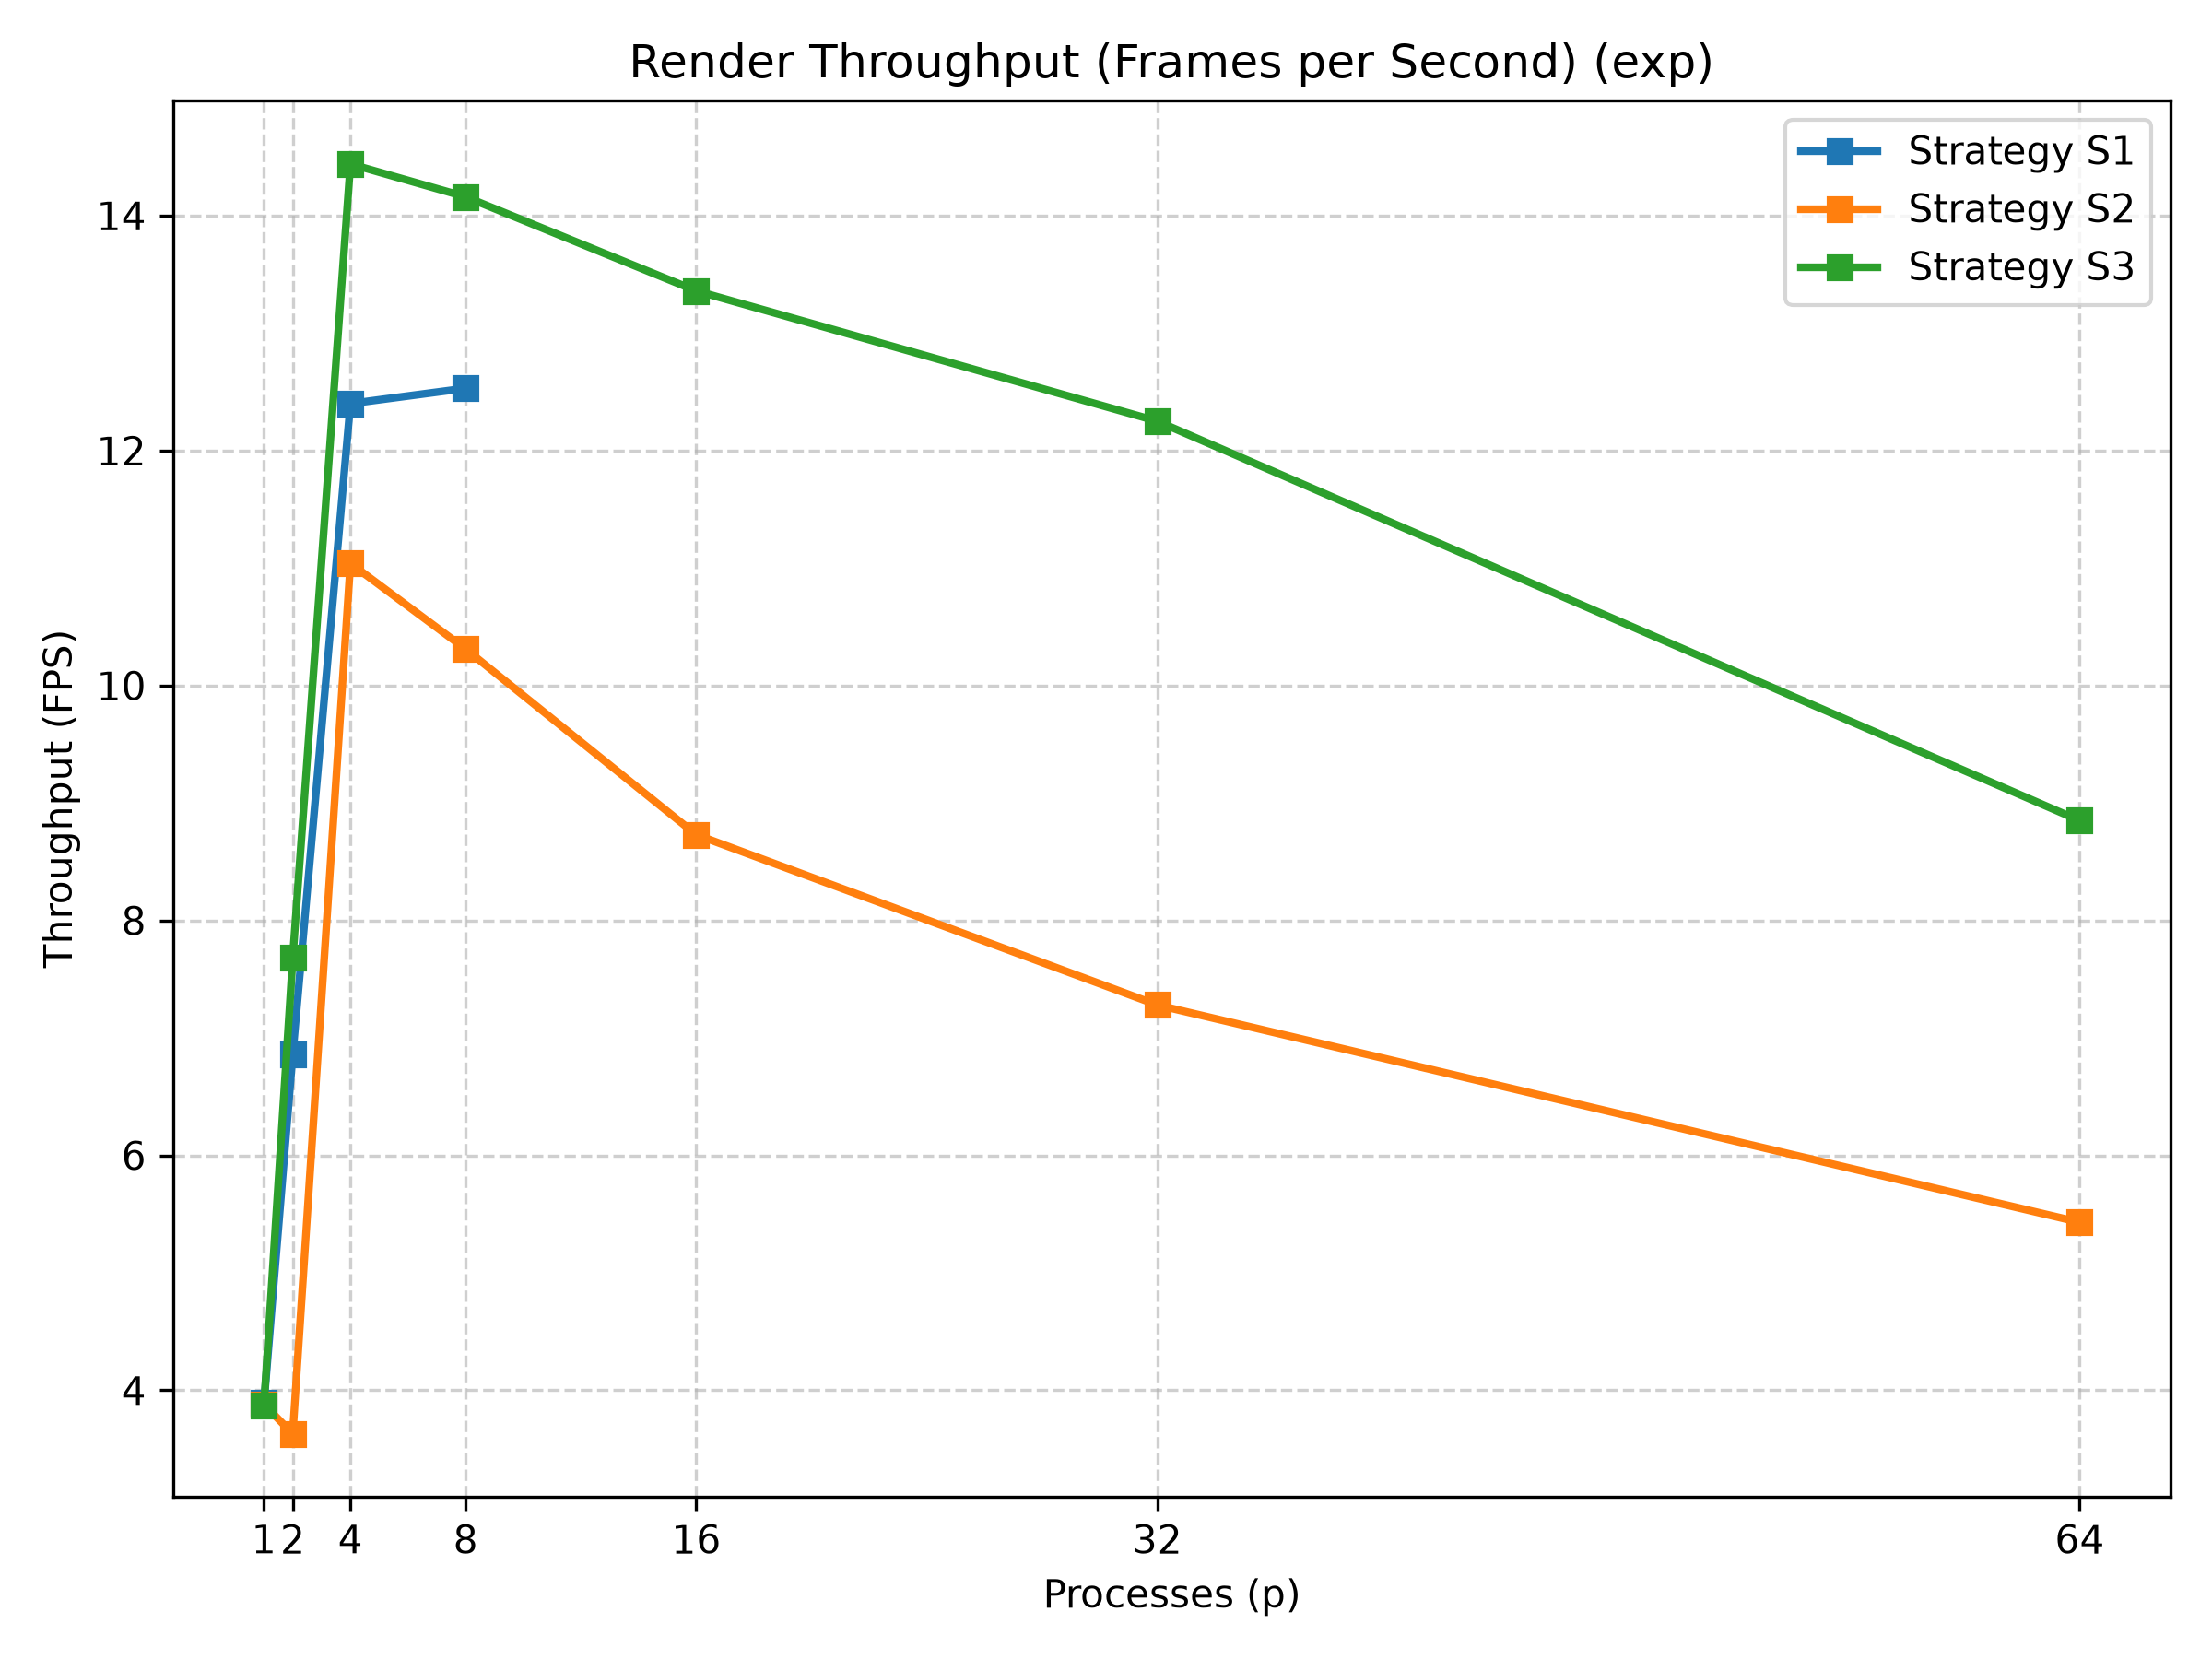 Render Throughput (Frames per Second) (exp)
Strategy S1
Strategy S2
Strategy S3
Throughput (FPS)
14
12
10
8
6
4
1 2 4 8 16 32 64
Processes (p)